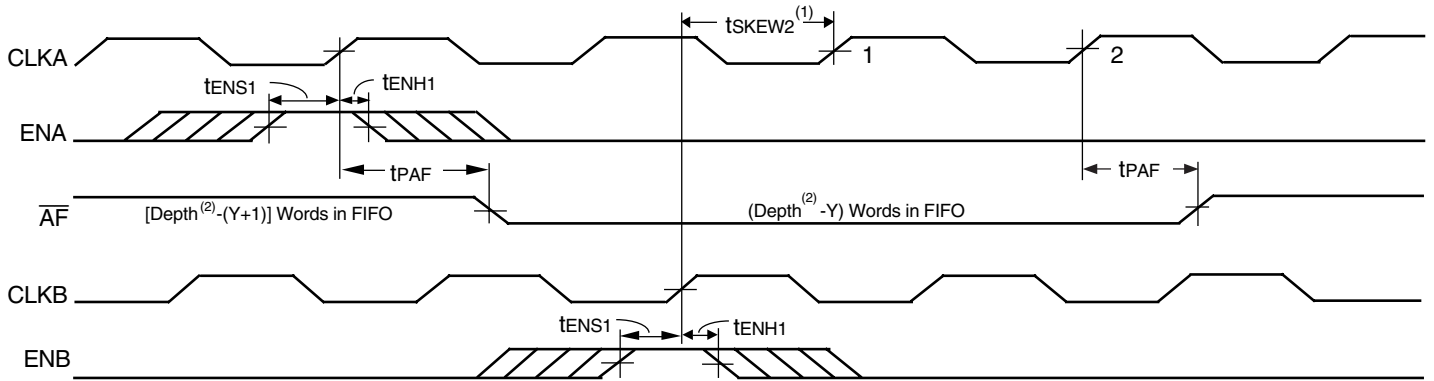 tSKEW2(1)
CLKA 1 2
tENS1 tENH1
ENA
tPAF tPAF
AF [Depth(2)-(Y+1)] Words in FIFO (Depth(2)-Y) Words in FIFO
CLKB
tENS1 tENH1
ENB